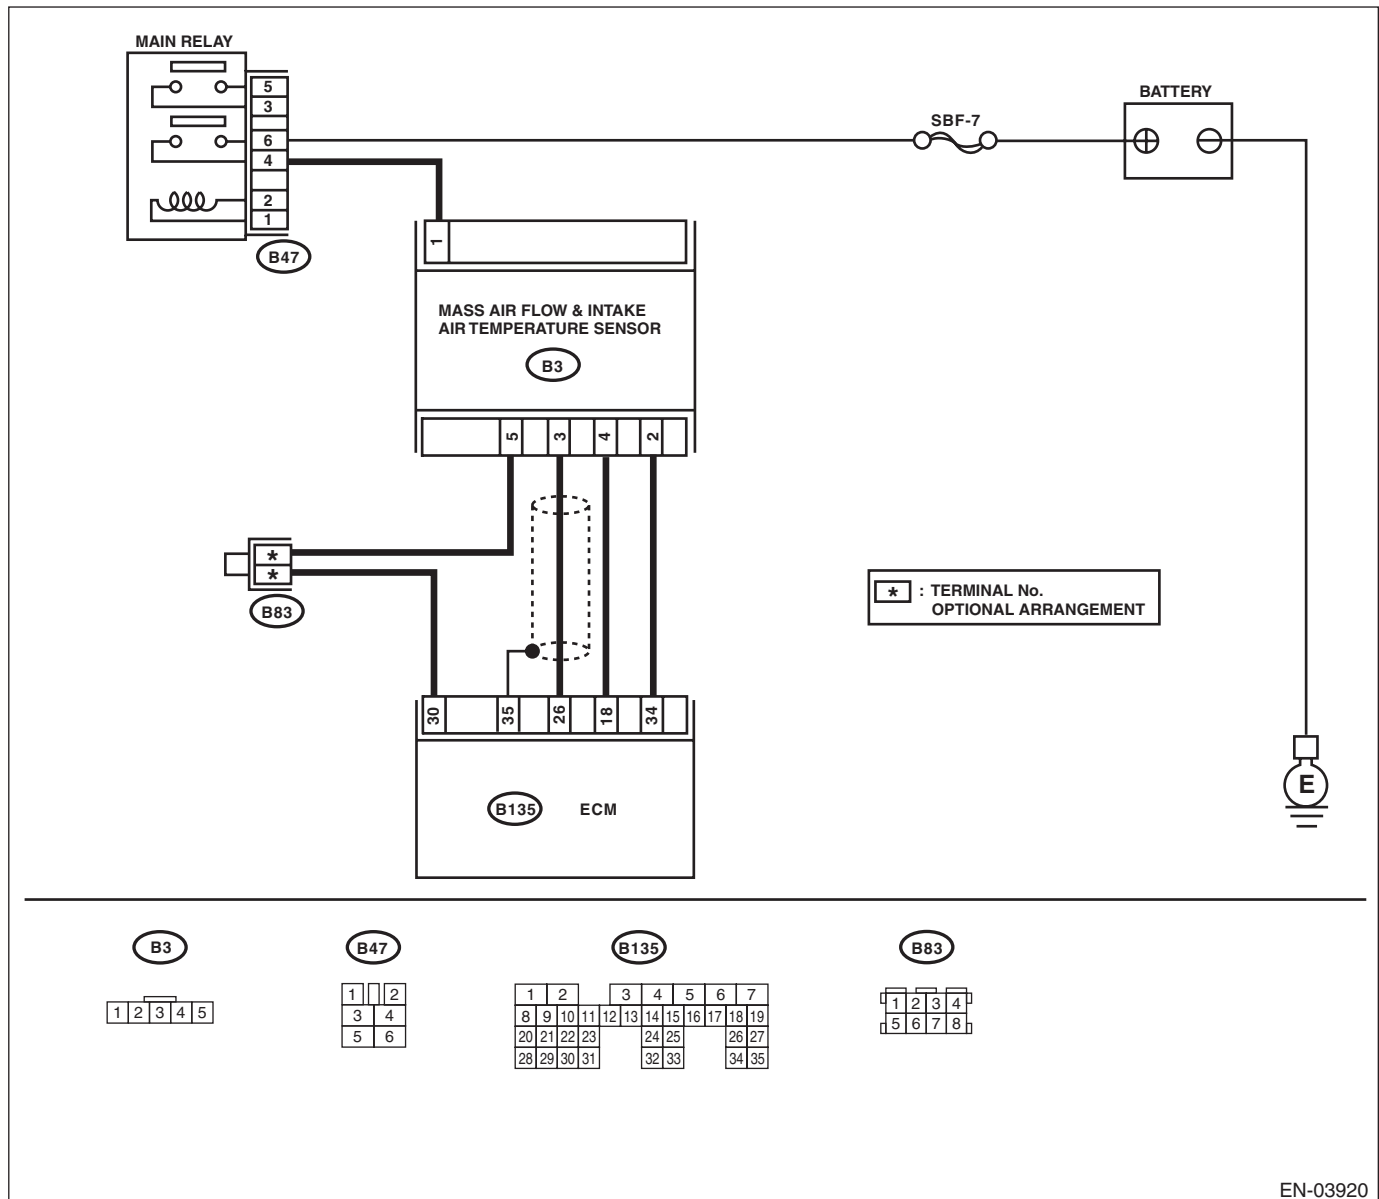 MAIN RELAY
5
3
6
4
2
1
B47
SBF-7
BATTERY
1
MASS AIR FLOW & INTAKE
AIR TEMPERATURE SENSOR
B3
5 3 4 2
*
*
B83
* : TERMINAL No.
OPTIONAL ARRANGEMENT
30 35 26 18 34
B135 ECM
E
B3 B47 B135 B83
1 2 3 4 5
1 2
3 4
5 6
1 2 3 4 5 6 7
8 9 10 11 12 13 14 15 16 17 18 19
20 21 22 23 24 25 26 27
28 29 30 31 32 33 34 35
1 2 3 4
5 6 7 8
EN-03920